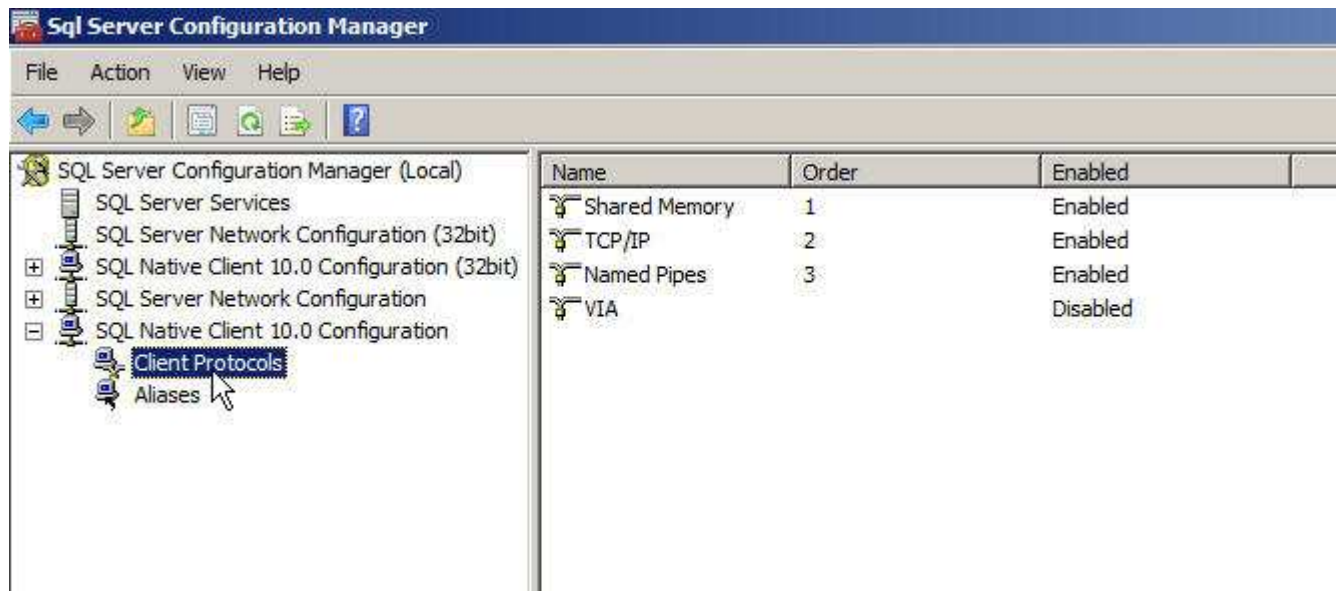 Sql Server Configuration Manager
File Action View Help
SQL Server Configuration Manager (Local)
SQL Server Services
SQL Server Network Configuration (32bit)
SQL Native Client 10.0 Configuration (32bit)
SQL Server Network Configuration
SQL Native Client 10.0 Configuration
Client Protocols
Aliases
Name Order Enabled
Shared Memory 1 Enabled
TCP/IP 2 Enabled
Named Pipes 3 Enabled
VIA Disabled